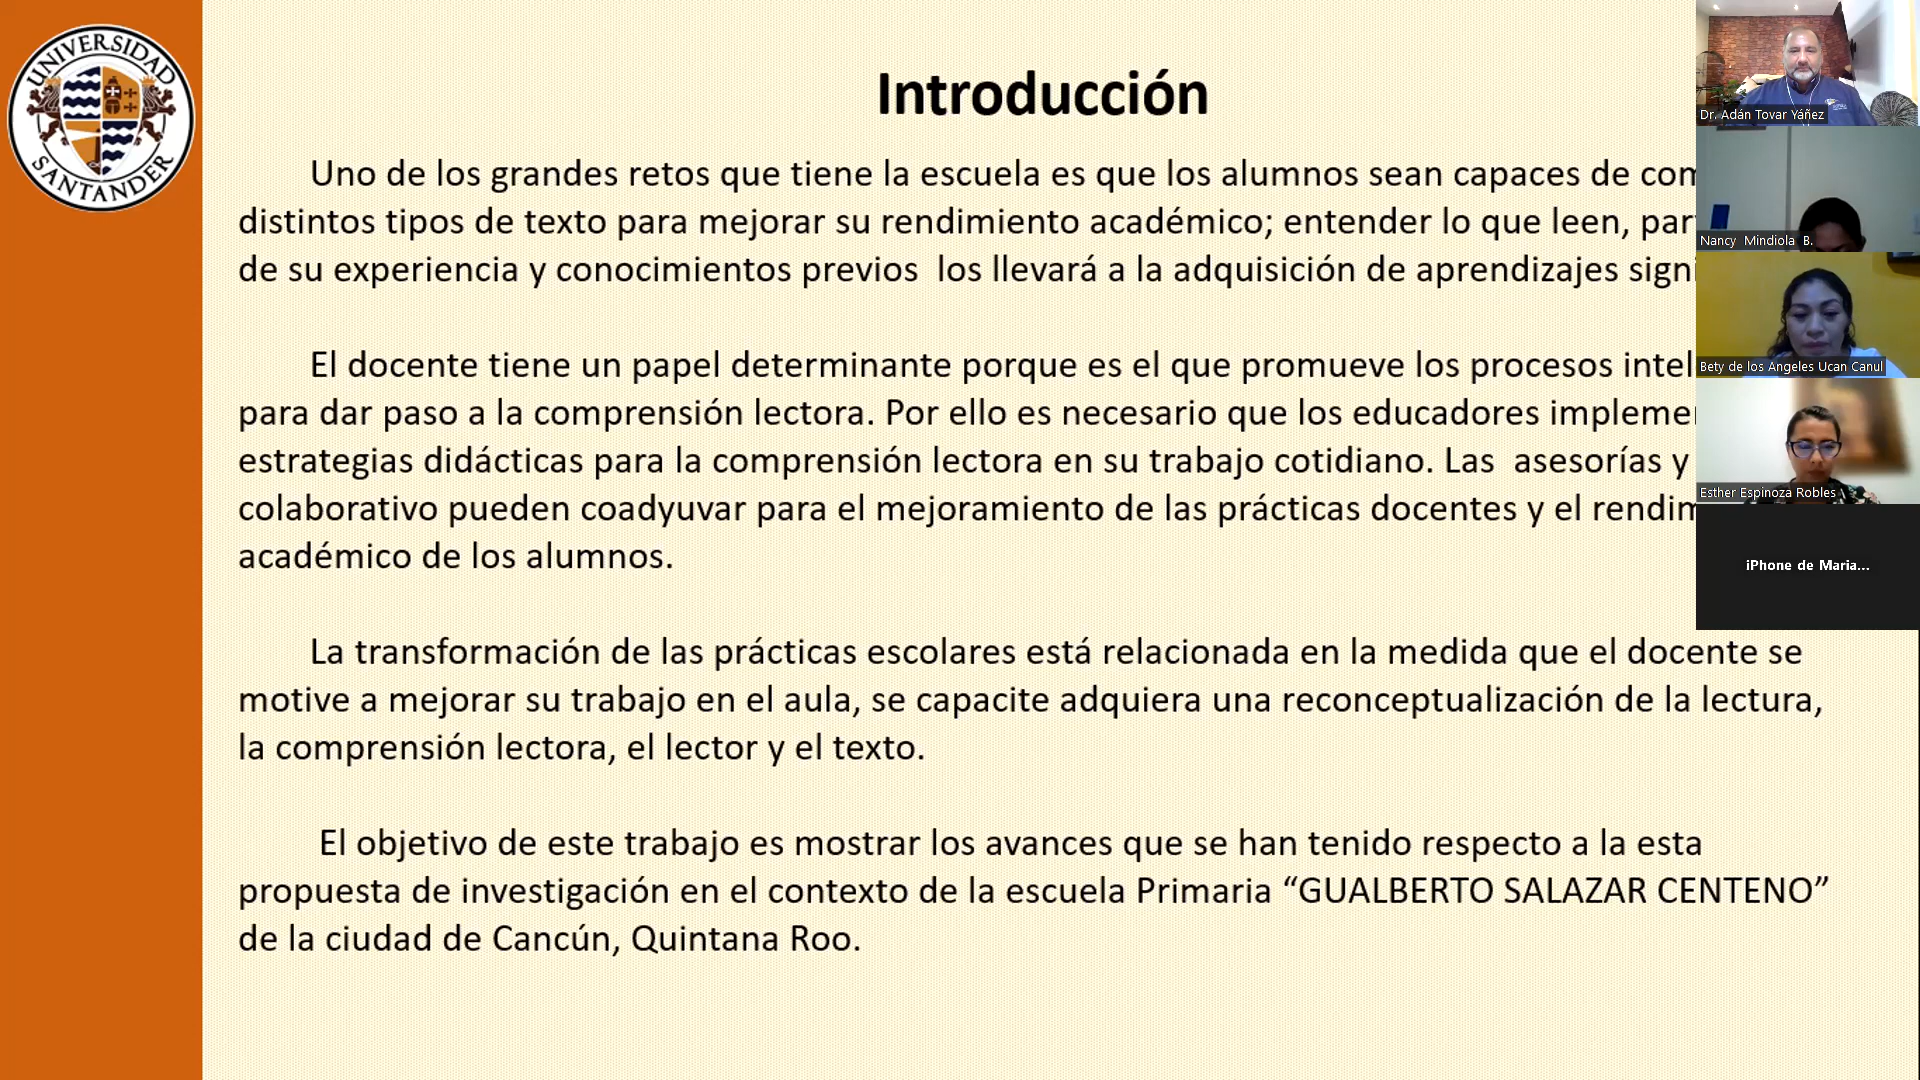 UNIVERSIDAD
SANTANDER
Introducción
Uno de los grandes retos que tiene la escuela es que los alumnos sean capaces de
distintos tipos de texto para mejorar su rendimiento académico; entender lo que leen,
de su experiencia y conocimientos previos los llevará a la adquisición de aprendizajes
El docente tiene un papel determinante porque es el que promueve los procesos
para dar paso a la comprensión lectora. Por ello es necesario que los educadores
estrategias didácticas para la comprensión lectora en su trabajo cotidiano. Las asesorías y
colaborativo pueden coadyuvar para el mejoramiento de las prácticas docentes y el
académico de los alumnos.
La transformación de las prácticas escolares está relacionada en la medida que el docente se
motive a mejorar su trabajo en el aula, se capacite adquiera una reconceptualización de la lectura,
la comprensión lectora, el lector y el texto.
El objetivo de este trabajo es mostrar los avances que se han tenido respecto a la esta
propuesta de investigación en el contexto de la escuela Primaria “GUALBERTO SALAZAR CENTENO”
de la ciudad de Cancún, Quintana Roo.
Dr. Adán Tovar Yáñez
Nancy Mindiola B.
Bety de los Angeles Ucan Canul
Esther Espinoza Robles
iPhone de Maria...